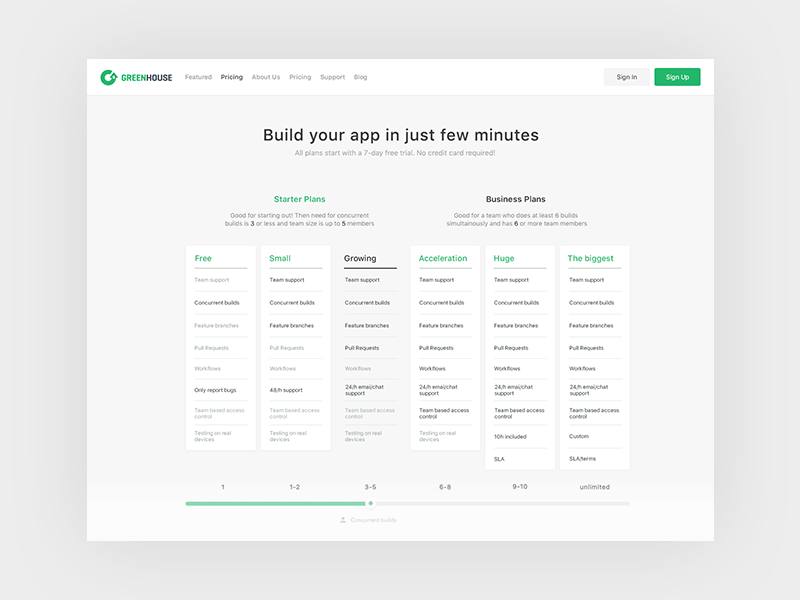 GREENHOUSE
Featured
Pricing
About Us
Pricing
Support
Blog
Sign In
Sign Up
Build your app in just few minutes
All plans start with a 7-day free trial. No credit card required!
Starter Plans
Good for starting out! Then need for concurrent
builds is 3 or less and team size is up to 5 members
Business Plans
Good for a team who does at least 6 builds
simultainously and has 6 or more team members
Free
Team support
Concurrent builds
Feature branches
Pull Requests
Workflows
Only report bugs
Team based access
control
Testing on real
devices
Small
Team support
Concurrent builds
Feature branches
Pull Requests
Workflows
48/h support
Team based access
control
Testing on real
devices
Growing
Team support
Concurrent builds
Feature branches
Pull Requests
Workflows
24/h emai/chat
support
Team based access
control
Testing on real
devices
Acceleration
Team support
Concurrent builds
Feature branches
Pull Requests
Workflows
24/h emai/chat
support
Team based access
control
Testing on real
devices
Huge
Team support
Concurrent builds
Feature branches
Pull Requests
Workflows
24/h emai/chat
support
Team based access
control
10h included
SLA
The biggest
Team support
Concurrent builds
Feature branches
Pull Requests
Workflows
24/h emai/chat
support
Team based access
control
Custom
SLA/terms
1
1-2
3-5
6-8
9-10
unlimited
Concurrent builds